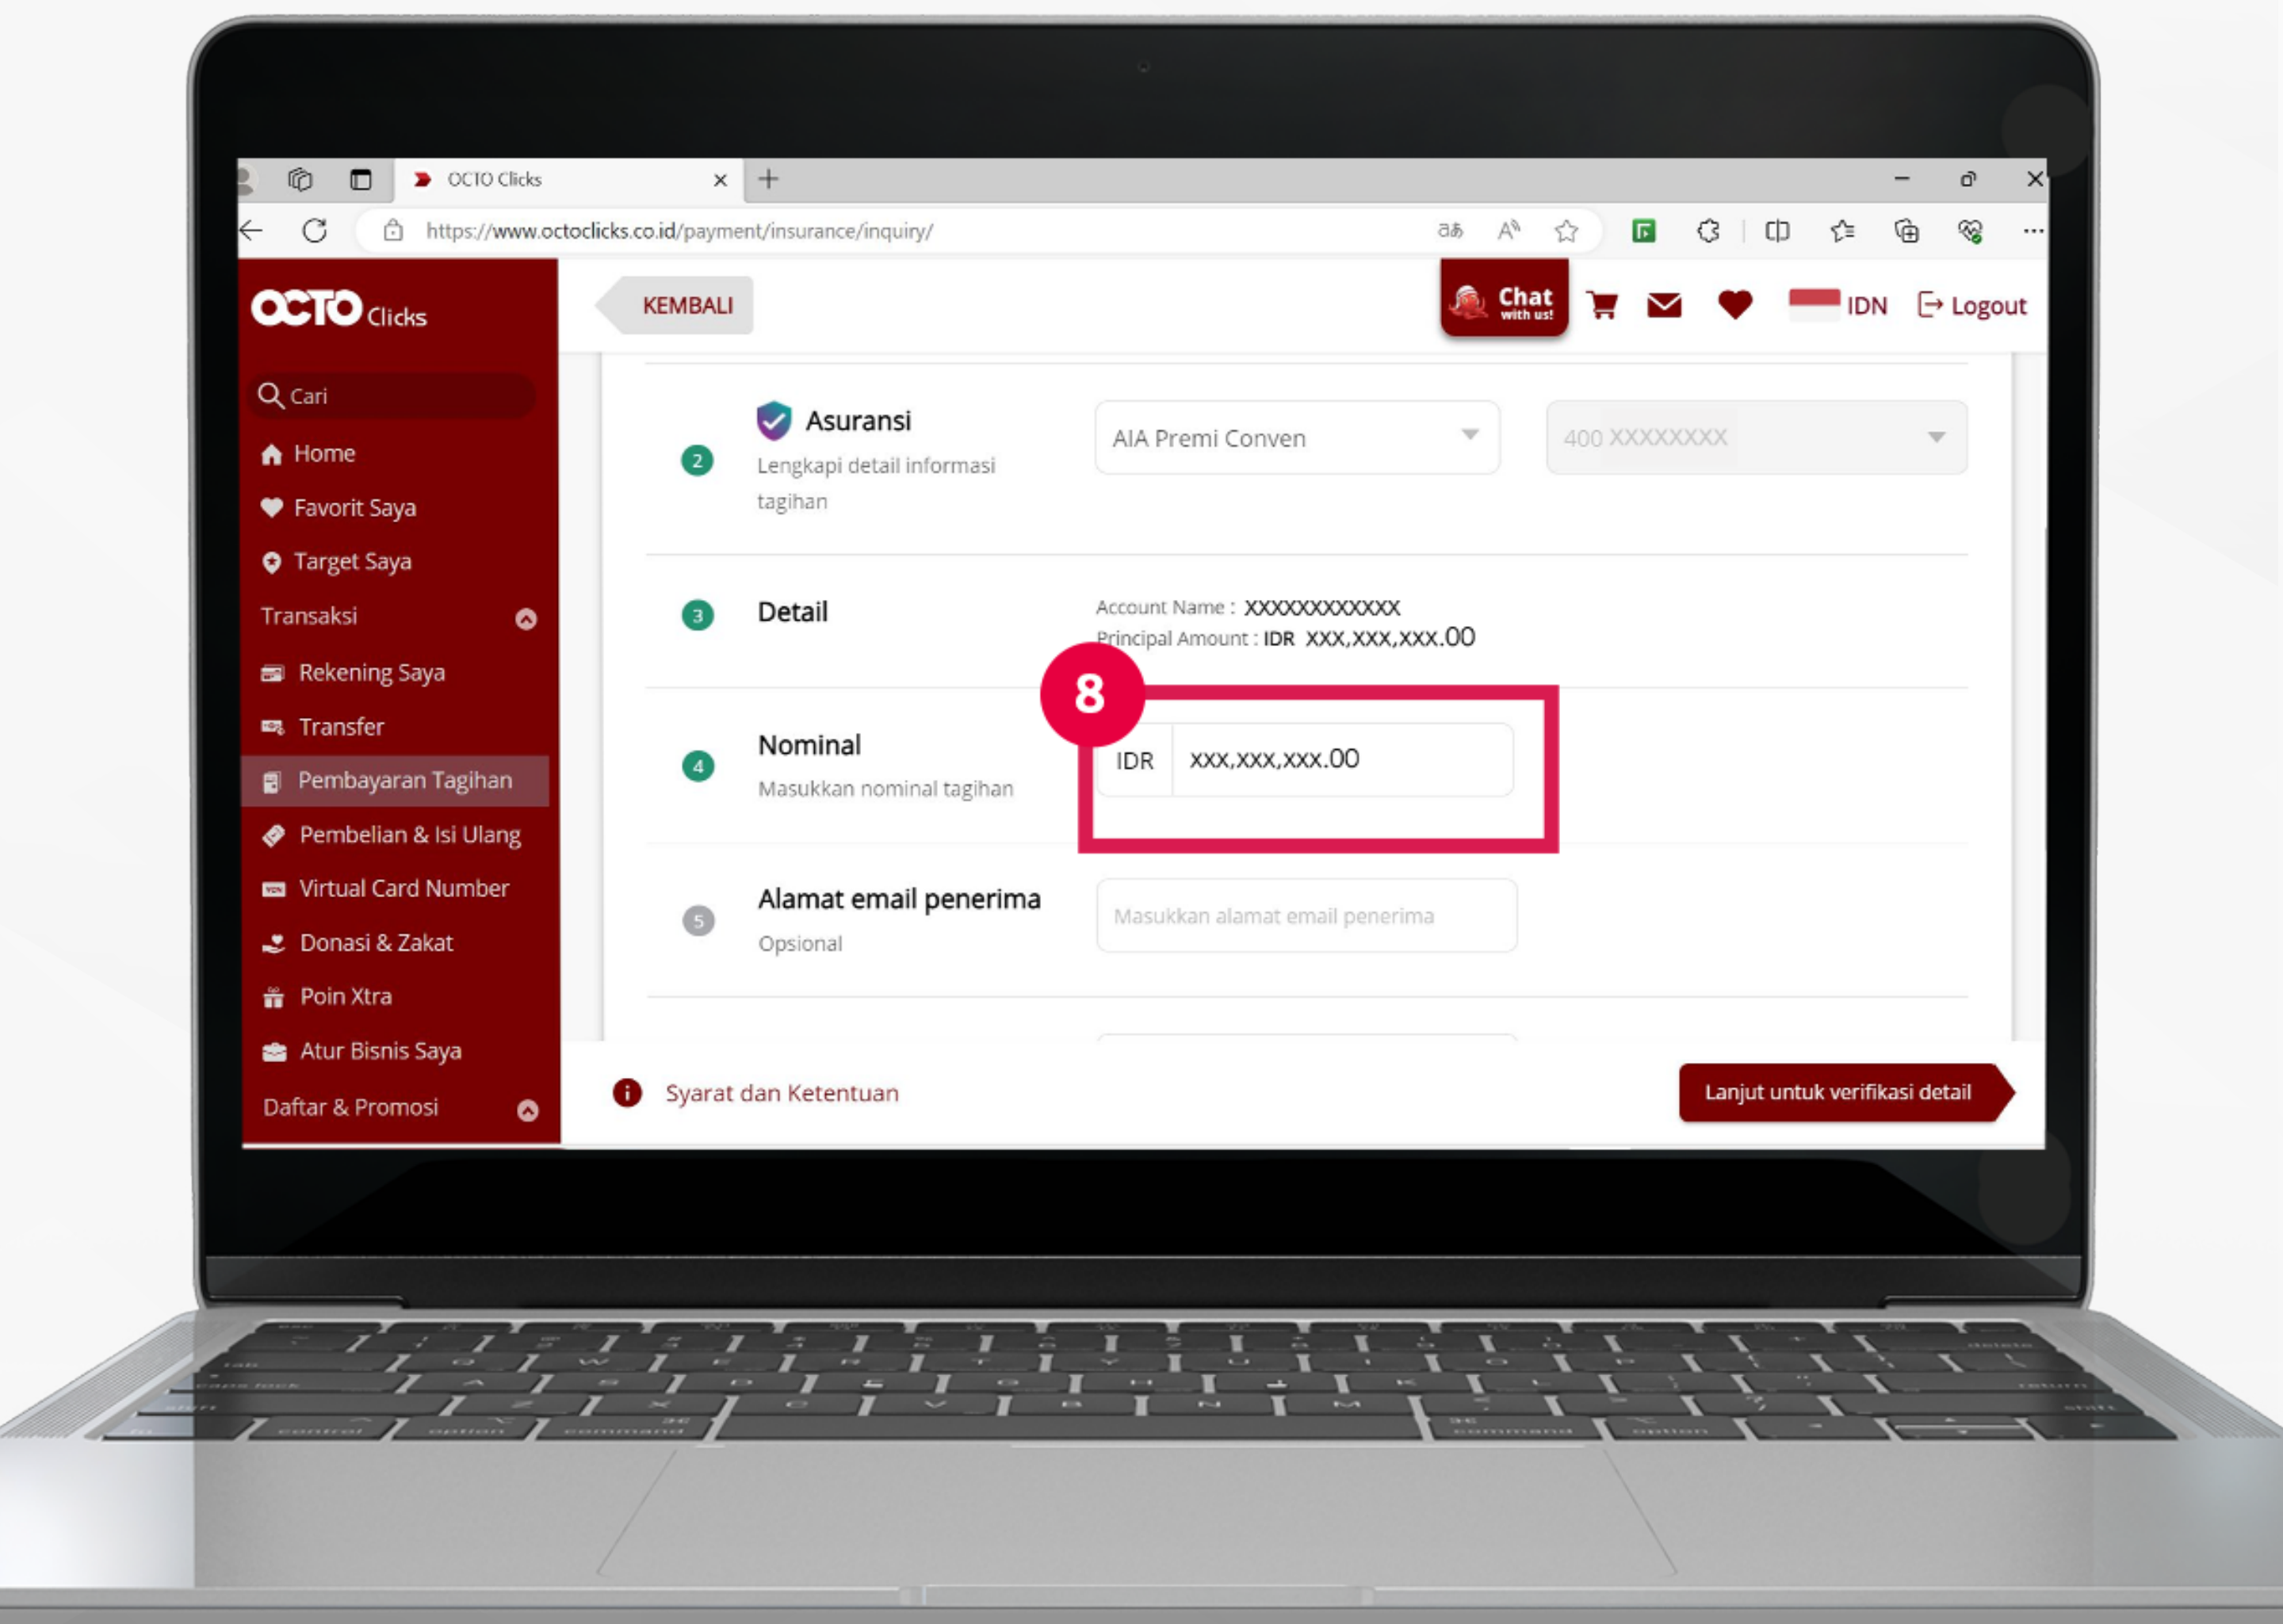 OCTO Clicks
https://www.octoclicks.co.id/payment/insurance/inquiry/
OCTO Clicks
KEMBALI
Chat
with us!
IDN
Logout
Cari
Home
Favorit Saya
Target Saya
Transaksi
Rekening Saya
Transfer
Pembayaran Tagihan
Pembelian & Isi Ulang
Virtual Card Number
Donasi & Zakat
Poin Xtra
Atur Bisnis Saya
Daftar & Promosi
2
Asuransi
Lengkapi detail informasi
tagihan
AIA Premi Conven
400 XXXXXXXX
3
Detail
Account Name : XXXXXXXXXXXX
Principal Amount : IDR XXX,XXX,XXX.00
8
4
Nominal
Masukkan nominal tagihan
IDR
xxx,xxx,xxx.00
5
Alamat email penerima
Opsional
Masukkan alamat email penerima
Syarat dan Ketentuan
Lanjut untuk verifikasi detail
control
option
command
command
option